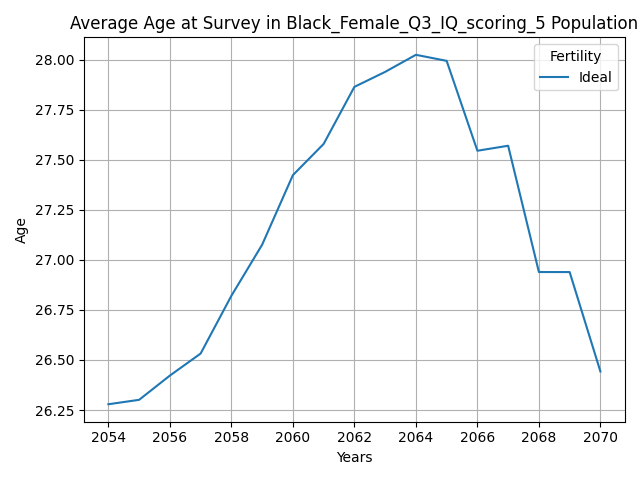 Average Age at Survey in Black_Female_Q3_IQ_scoring_5 Population
Fertility
Ideal
28.00
27.75
27.50
27.25
27.00
26.75
26.50
26.25
Age
2054 2056 2058 2060 2062 2064 2066 2068 2070
Years